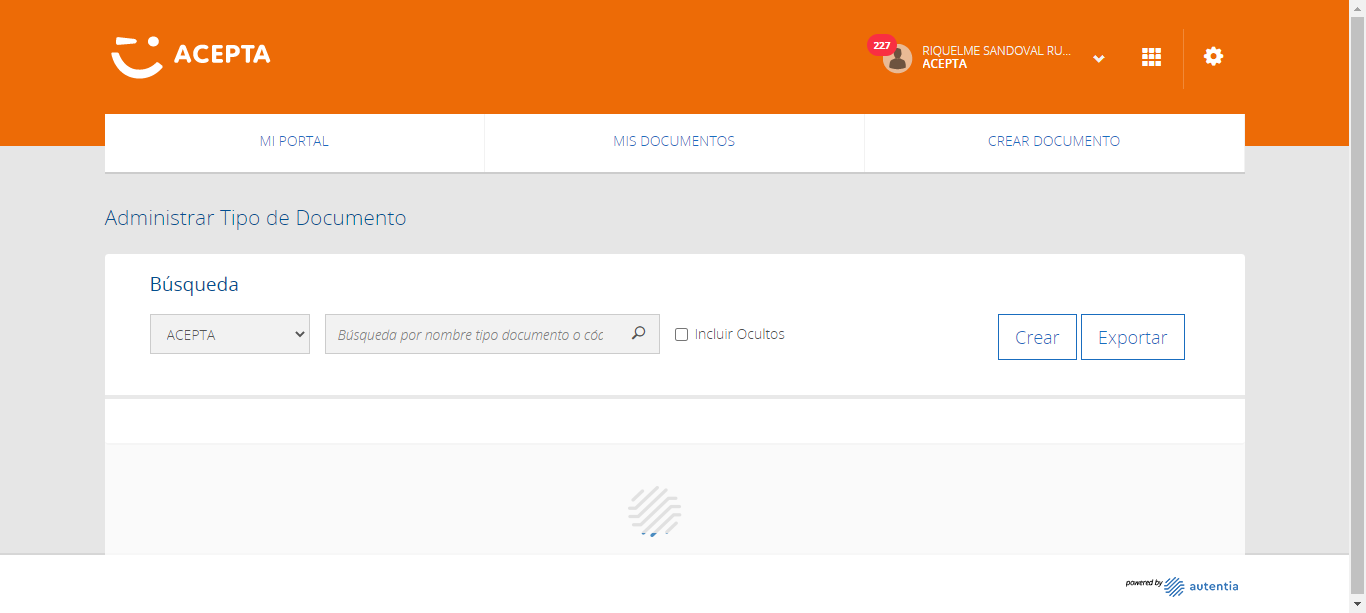 ACEPTA
227
RIQUELME SANDOVAL RU...
ACEPTA
MI PORTAL
MIS DOCUMENTOS
CREAR DOCUMENTO
Administrar Tipo de Documento
Búsqueda
ACEPTA
Búsqueda por nombre tipo documento o cóc
Incluir Ocultos
Crear
Exportar
powered by autentia